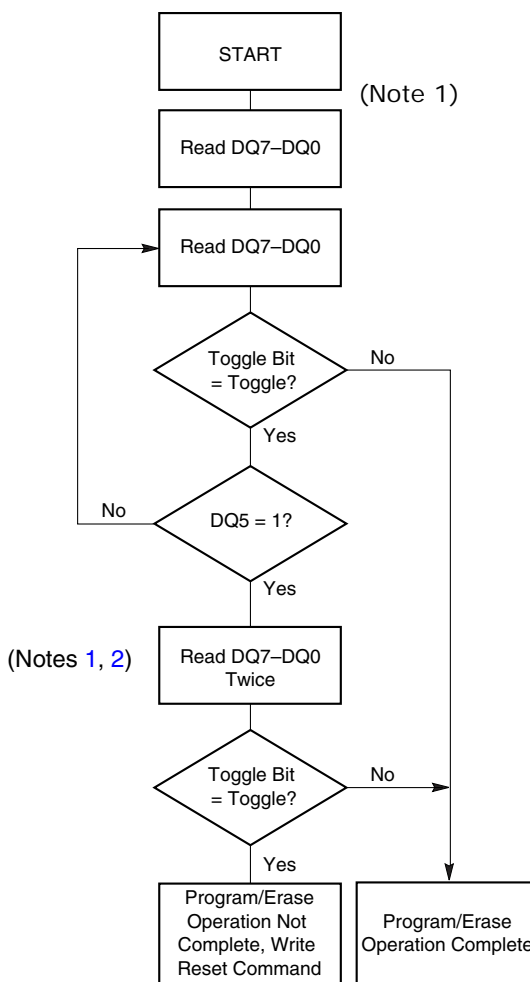 START
(Note 1)
Read DQ7–DQ0
Read DQ7–DQ0
Toggle Bit
= Toggle?
No
Yes
No
DQ5 = 1?
Yes
(Notes 1, 2)
Read DQ7–DQ0
Twice
Toggle Bit
= Toggle?
No
Yes
Program/Erase
Operation Not
Complete, Write
Reset Command
Program/Erase
Operation Complete